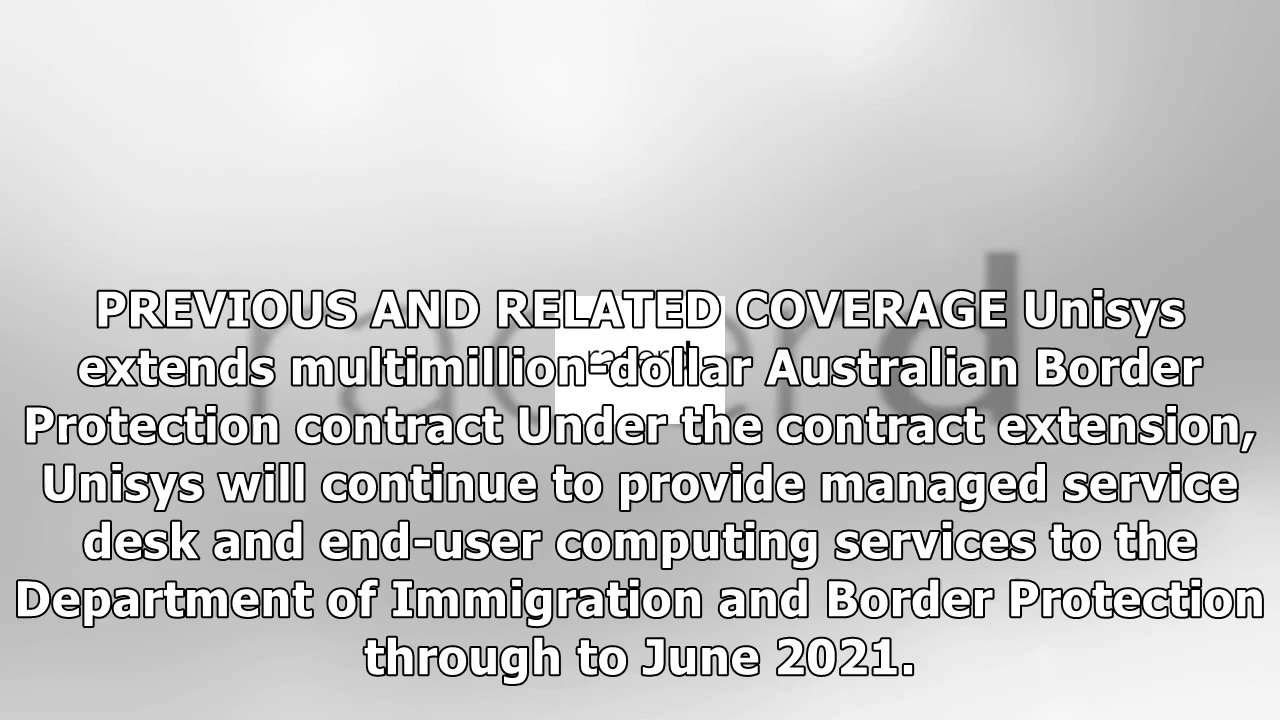 PREVIOUS AND RELATED COVERAGE Unisys
extends multimillion-dollar Australian Border
Protection contract Under the contract extension,
Unisys will continue to provide managed service
desk and end-user computing services to the
Department of Immigration and Border Protection
through to June 2021.